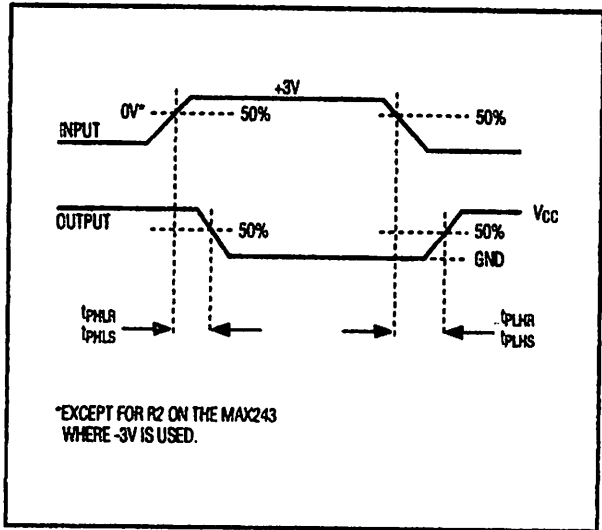 +3V
0V*
50%
50%
INPUT
OUTPUT
50%
50%
VCC
GND
tPHLR
tPHLS
tPLHR
tPLHS
*EXCEPT FOR R2 ON THE MAX243
WHERE -3V IS USED.